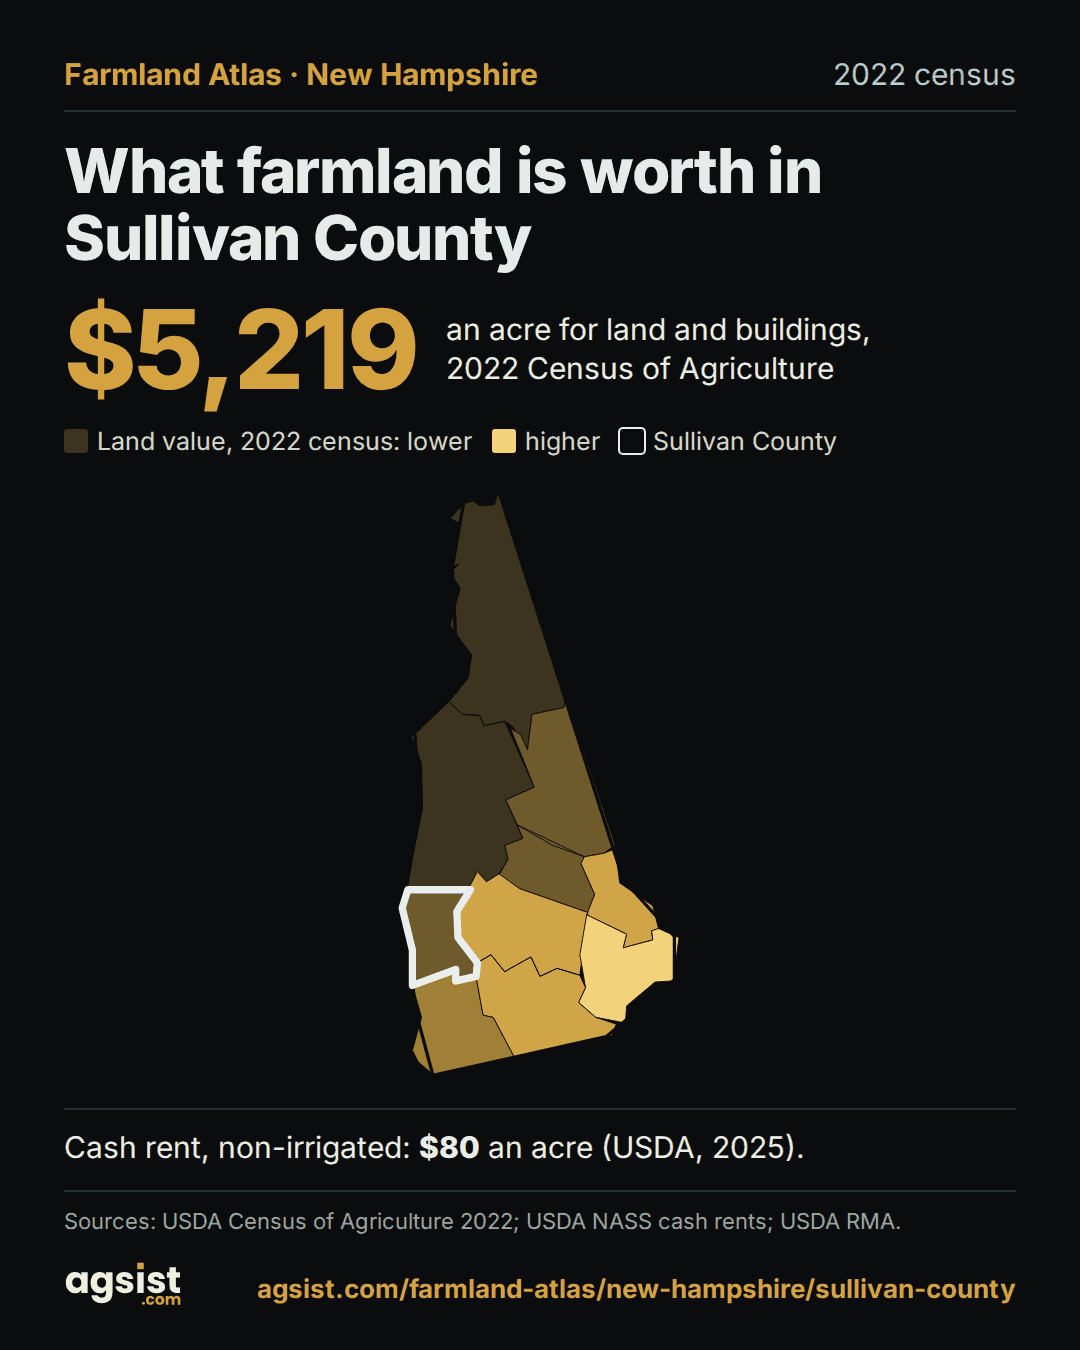 Farmland Atlas · New Hampshire
2022 census
What farmland is worth in
Sullivan County
$5,219
an acre for land and buildings,
2022 Census of Agriculture
Land value, 2022 census: lower
higher
Sullivan County
Cash rent, non-irrigated: $80 an acre (USDA, 2025).
Sources: USDA Census of Agriculture 2022; USDA NASS cash rents; USDA RMA.
agsist
.com
agsist.com/farmland-atlas/new-hampshire/sullivan-county